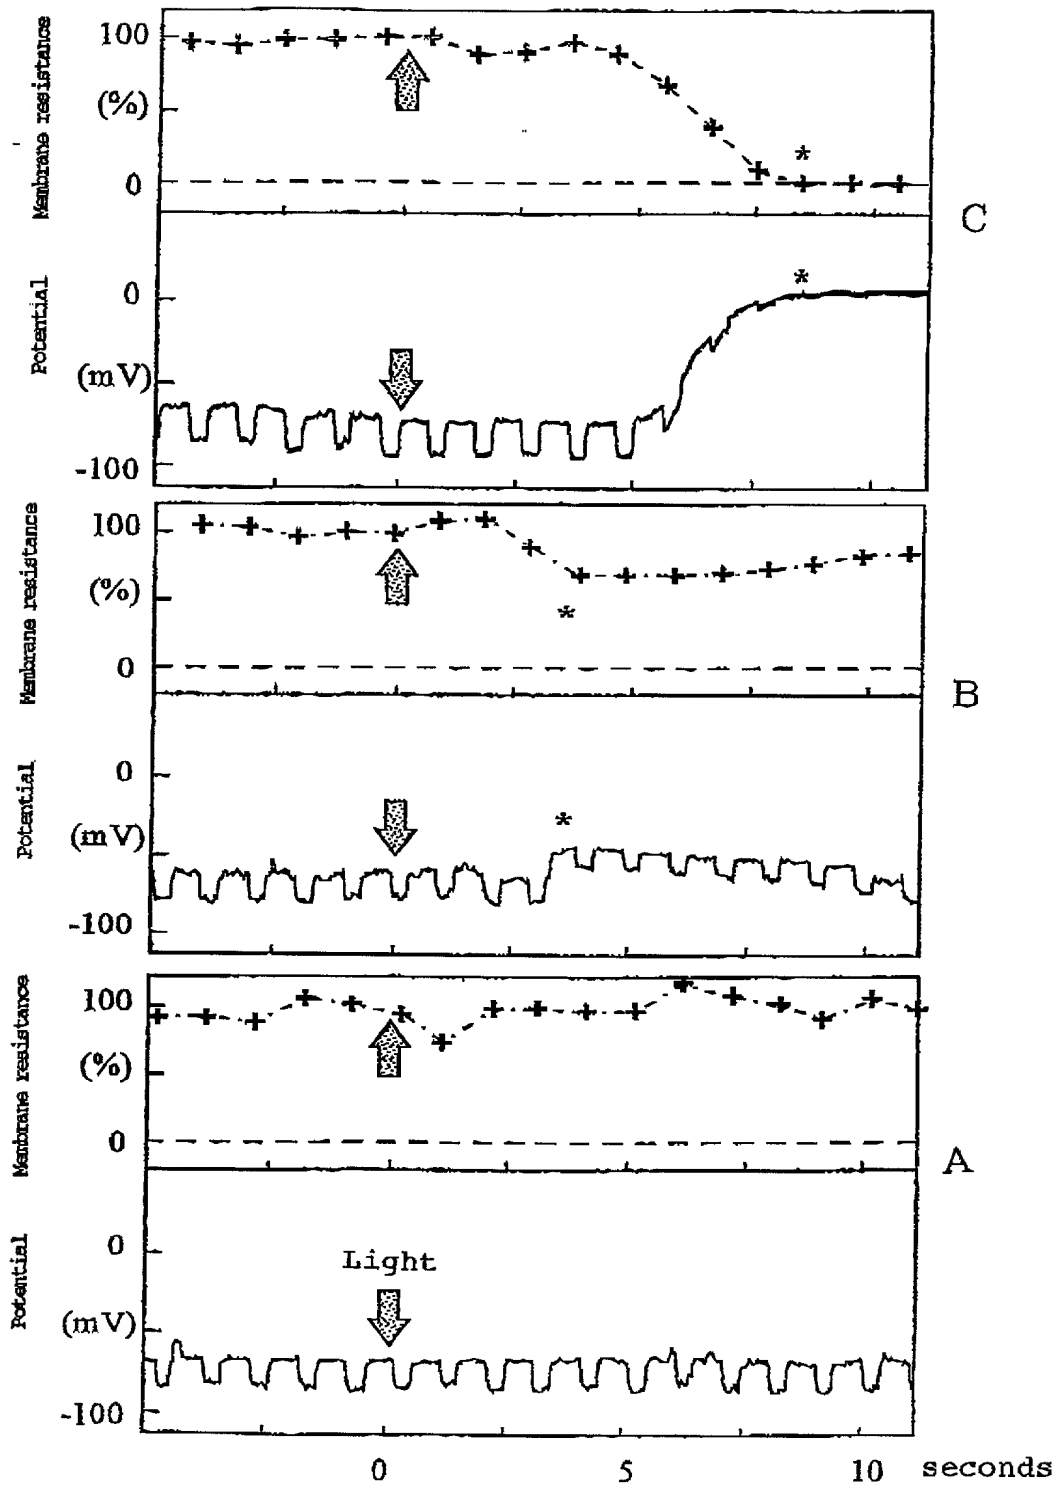 Membrane resistance
100
(%)
0
*
C
Potential
0
(mV)
-100
*
Membrane resistance
100
(%)
0
*
B
Potential
0
(mV)
-100
*
Membrane resistance
100
(%)
0
A
Potential
0
(mV)
-100
Light
0 5 10 seconds